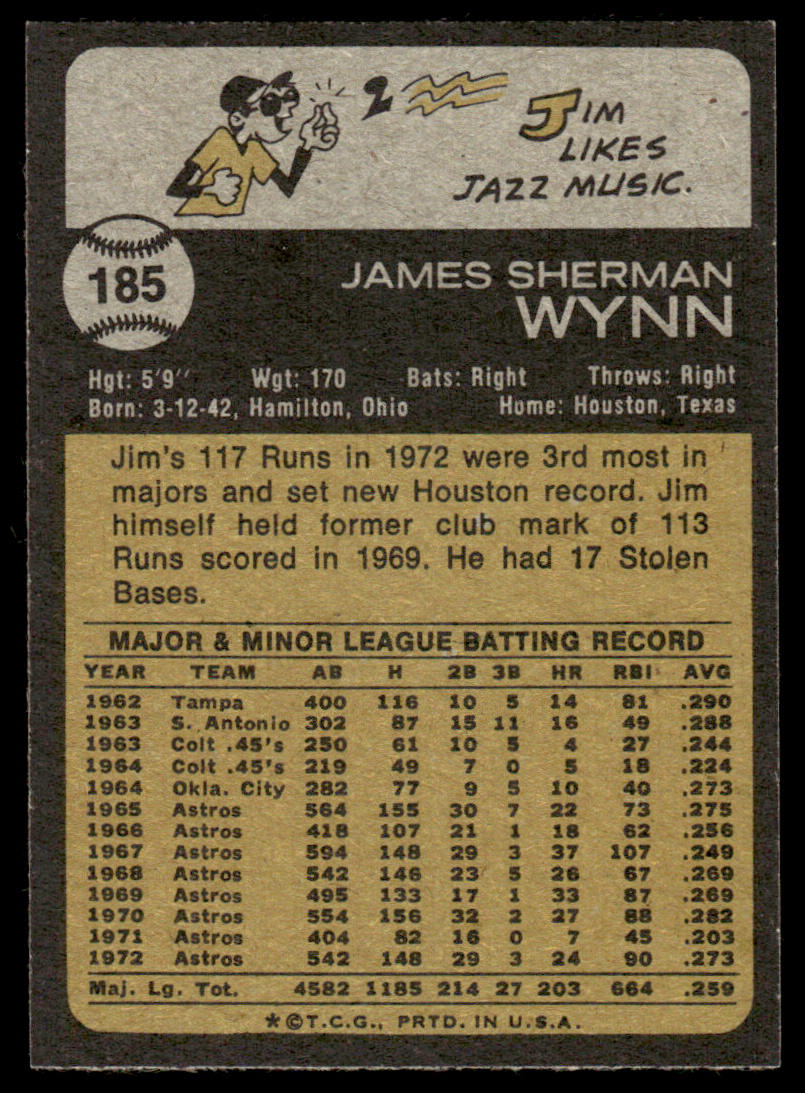 2
JIM
LIKES
JAZZ MUSIC.
185
JAMES SHERMAN
WYNN
Hgt: 5'9" Wgt: 170 Bats: Right Throws: Right
Born: 3-12-42, Hamilton, Ohio Home: Houston, Texas
Jim's 117 Runs in 1972 were 3rd most in
majors and set new Houston record. Jim
himself held former club mark of 113
Runs scored in 1969. He had 17 Stolen
Bases.
MAJOR & MINOR LEAGUE BATTING RECORD
YEAR TEAM AB H 2B 3B HR RBI AVG
1962 Tampa 400 116 10 5 14 81 .290
1963 S. Antonio 302 87 15 11 16 49 .288
1963 Colt .45's 250 61 10 5 4 27 .244
1964 Colt .45's 219 49 7 0 5 18 .224
1964 Okla. City 282 77 9 5 10 40 .273
1965 Astros 564 155 30 7 22 73 .275
1966 Astros 418 107 21 1 18 62 .256
1967 Astros 594 148 29 3 37 107 .249
1968 Astros 542 146 23 5 26 67 .269
1969 Astros 495 133 17 1 33 87 .269
1970 Astros 554 156 32 2 27 88 .282
1971 Astros 404 82 16 0 7 45 .203
1972 Astros 542 148 29 3 24 90 .273
Maj. Lg. Tot. 4582 1185 214 27 203 664 .259
*©T.C.G., PRTD. IN U.S.A.